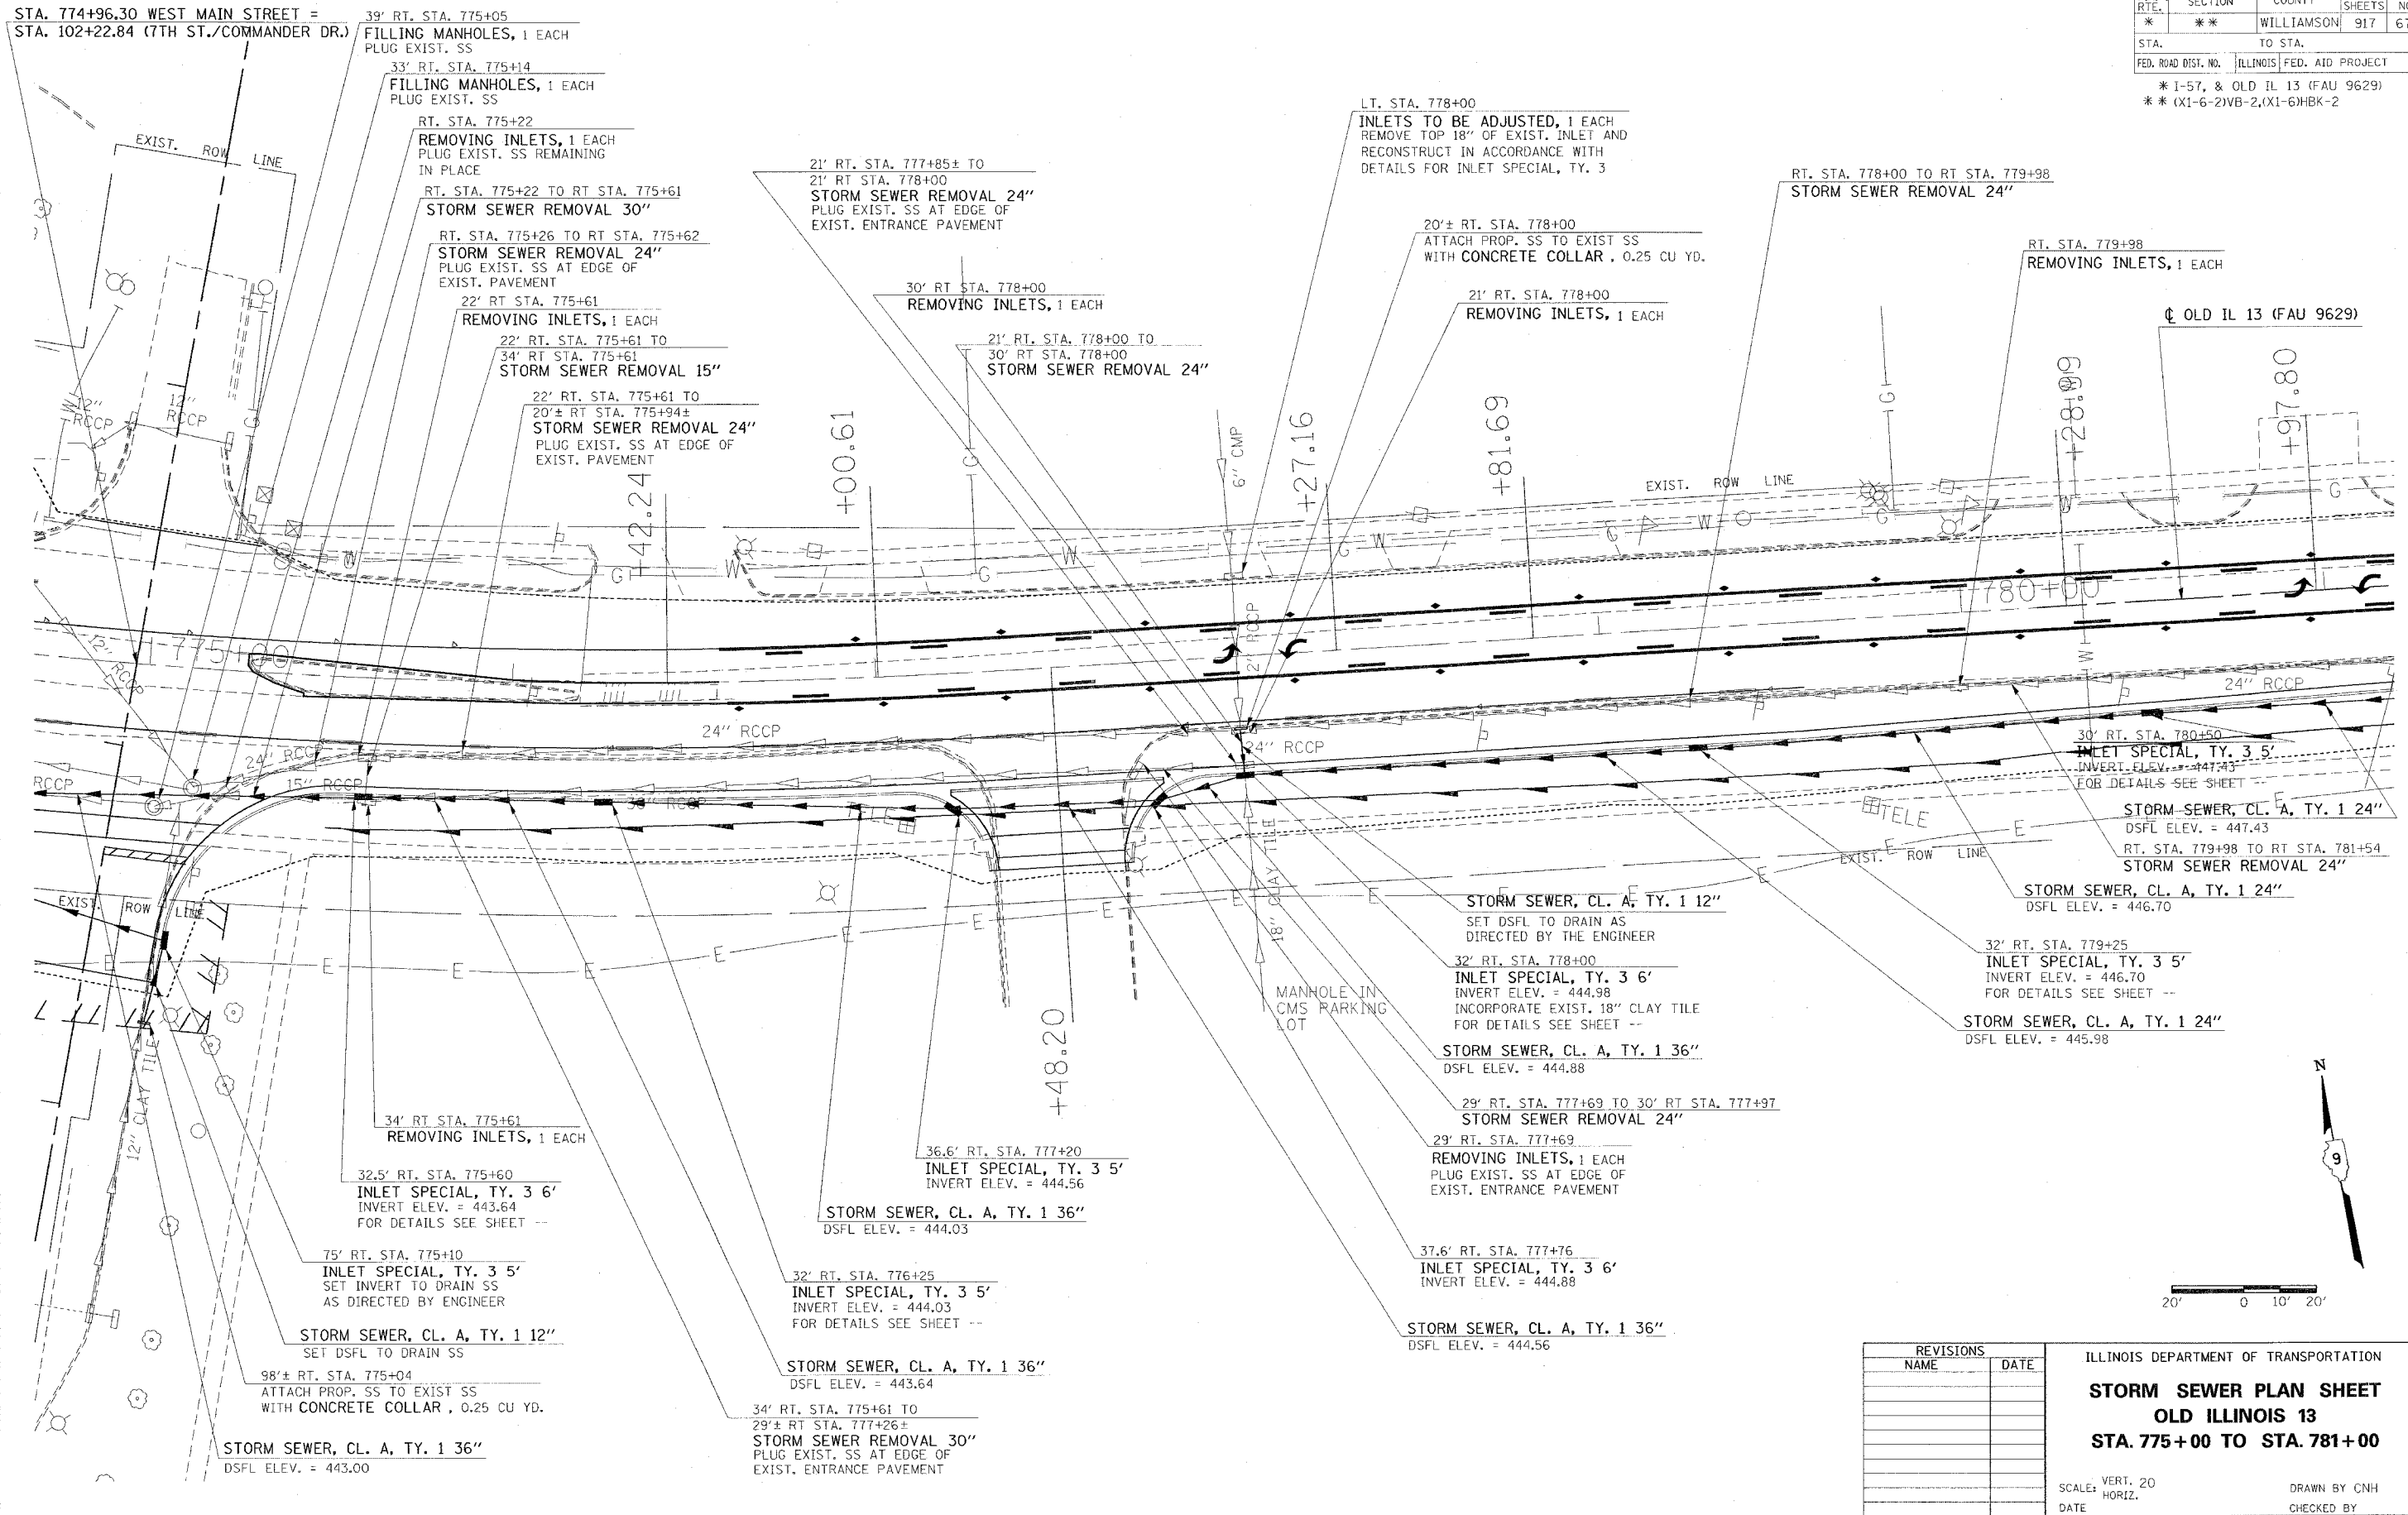 STA. 774+96.30 WEST MAIN STREET =
STA. 102+22.84 (7TH ST./COMMANDER DR.)
39' RT. STA. 775+05
FILLING MANHOLES, 1 EACH
PLUG EXIST. SS
33' RT. STA. 775+14
FILLING MANHOLES, 1 EACH
PLUG EXIST. SS
RT. STA. 775+22
REMOVING INLETS, 1 EACH
PLUG EXIST. SS REMAINING
IN PLACE
RT. STA. 775+22 TO RT STA. 775+61
STORM SEWER REMOVAL 30"
RT. STA. 775+26 TO RT STA. 775+62
STORM SEWER REMOVAL 24"
PLUG EXIST. SS AT EDGE OF
EXIST. PAVEMENT
22' RT STA. 775+61
REMOVING INLETS, 1 EACH
22' RT. STA. 775+61 TO
34' RT STA. 775+61
STORM SEWER REMOVAL 15"
22' RT. STA. 775+61 TO
20'± RT STA. 775+94±
STORM SEWER REMOVAL 24"
PLUG EXIST. SS AT EDGE OF
EXIST. PAVEMENT
21' RT. STA. 777+85± TO
21' RT STA. 778+00
STORM SEWER REMOVAL 24"
PLUG EXIST. SS AT EDGE OF
EXIST. ENTRANCE PAVEMENT
30' RT STA. 778+00
REMOVING INLETS, 1 EACH
21' RT. STA. 778+00 TO
30' RT STA. 778+00
STORM SEWER REMOVAL 24"
LT. STA. 778+00
INLETS TO BE ADJUSTED, 1 EACH
REMOVE TOP 18" OF EXIST. INLET AND
RECONSTRUCT IN ACCORDANCE WITH
DETAILS FOR INLET SPECIAL, TY. 3
20'± RT. STA. 778+00
ATTACH PROP. SS TO EXIST SS
WITH CONCRETE COLLAR , 0.25 CU YD.
21' RT. STA. 778+00
REMOVING INLETS, 1 EACH
RT. STA. 778+00 TO RT STA. 779+98
STORM SEWER REMOVAL 24"
RT. STA. 779+98
REMOVING INLETS, 1 EACH
℄ OLD IL 13 (FAU 9629)
RTE. SECTION COUNTY SHEETS
* ** WILLIAMSON 917
STA. TO STA.
FED. ROAD DIST. NO. ILLINOIS FED. AID PROJECT
* I-57, & OLD IL 13 (FAU 9629)
* * (X1-6-2)VB-2,(X1-6)HBK-2
EXIST. ROW LINE
12" RCCP
12" RCCP
+42.24
+00.61
6" CMP
+27.16
+81.69
+28.99
+97.80
EXIST. ROW LINE
775+00
780+00
12" RCCP
24" RCCP
24" RCCP
24" RCCP
24" RCCP
RCCP
15" RCCP
TELE
TELE
EXIST. ROW LINE
EXIST. ROW LINE
18" CLAY TILE
12" CLAY TILE
+48.20
MANHOLE IN
CMS PARKING
LOT
30' RT. STA. 780+50
INLET SPECIAL, TY. 3 5'
INVERT ELEV. = 447.43
FOR DETAILS SEE SHEET --
STORM SEWER, CL. A, TY. 1 24"
DSFL ELEV. = 447.43
RT. STA. 779+98 TO RT STA. 781+54
STORM SEWER REMOVAL 24"
STORM SEWER, CL. A, TY. 1 24"
DSFL ELEV. = 446.70
32' RT. STA. 779+25
INLET SPECIAL, TY. 3 5'
INVERT ELEV. = 446.70
FOR DETAILS SEE SHEET --
STORM SEWER, CL. A, TY. 1 24"
DSFL ELEV. = 445.98
STORM SEWER, CL. A, TY. 1 12"
SET DSFL TO DRAIN AS
DIRECTED BY THE ENGINEER
32' RT. STA. 778+00
INLET SPECIAL, TY. 3 6'
INVERT ELEV. = 444.98
INCORPORATE EXIST. 18" CLAY TILE
FOR DETAILS SEE SHEET --
STORM SEWER, CL. A, TY. 1 36"
DSFL ELEV. = 444.88
29' RT. STA. 777+69 TO 30' RT STA. 777+97
STORM SEWER REMOVAL 24"
29' RT. STA. 777+69
REMOVING INLETS, 1 EACH
PLUG EXIST. SS AT EDGE OF
EXIST. ENTRANCE PAVEMENT
37.6' RT. STA. 777+76
INLET SPECIAL, TY. 3 6'
INVERT ELEV. = 444.88
STORM SEWER, CL. A, TY. 1 36"
DSFL ELEV. = 444.56
36.6' RT. STA. 777+20
INLET SPECIAL, TY. 3 5'
INVERT ELEV. = 444.56
STORM SEWER, CL. A, TY. 1 36"
DSFL ELEV. = 444.03
32' RT. STA. 776+25
INLET SPECIAL, TY. 3 5'
INVERT ELEV. = 444.03
FOR DETAILS SEE SHEET --
STORM SEWER, CL. A, TY. 1 36"
DSFL ELEV. = 443.64
34' RT. STA. 775+61 TO
29'± RT STA. 777+26±
STORM SEWER REMOVAL 30"
PLUG EXIST. SS AT EDGE OF
EXIST. ENTRANCE PAVEMENT
34' RT STA. 775+61
REMOVING INLETS, 1 EACH
32.5' RT. STA. 775+60
INLET SPECIAL, TY. 3 6'
INVERT ELEV. = 443.64
FOR DETAILS SEE SHEET --
75' RT. STA. 775+10
INLET SPECIAL, TY. 3 5'
SET INVERT TO DRAIN SS
AS DIRECTED BY ENGINEER
STORM SEWER, CL. A, TY. 1 12"
SET DSFL TO DRAIN SS
98'± RT. STA. 775+04
ATTACH PROP. SS TO EXIST SS
WITH CONCRETE COLLAR , 0.25 CU YD.
STORM SEWER, CL. A, TY. 1 36"
DSFL ELEV. = 443.00
N
9
20' 0 10' 20'
REVISIONS
NAME DATE
ILLINOIS DEPARTMENT OF TRANSPORTATION
STORM SEWER PLAN SHEET
OLD ILLINOIS 13
STA. 775+00 TO STA. 781+00
SCALE: VERT. 20
HORIZ.
DRAWN BY CNH
DATE
CHECKED BY